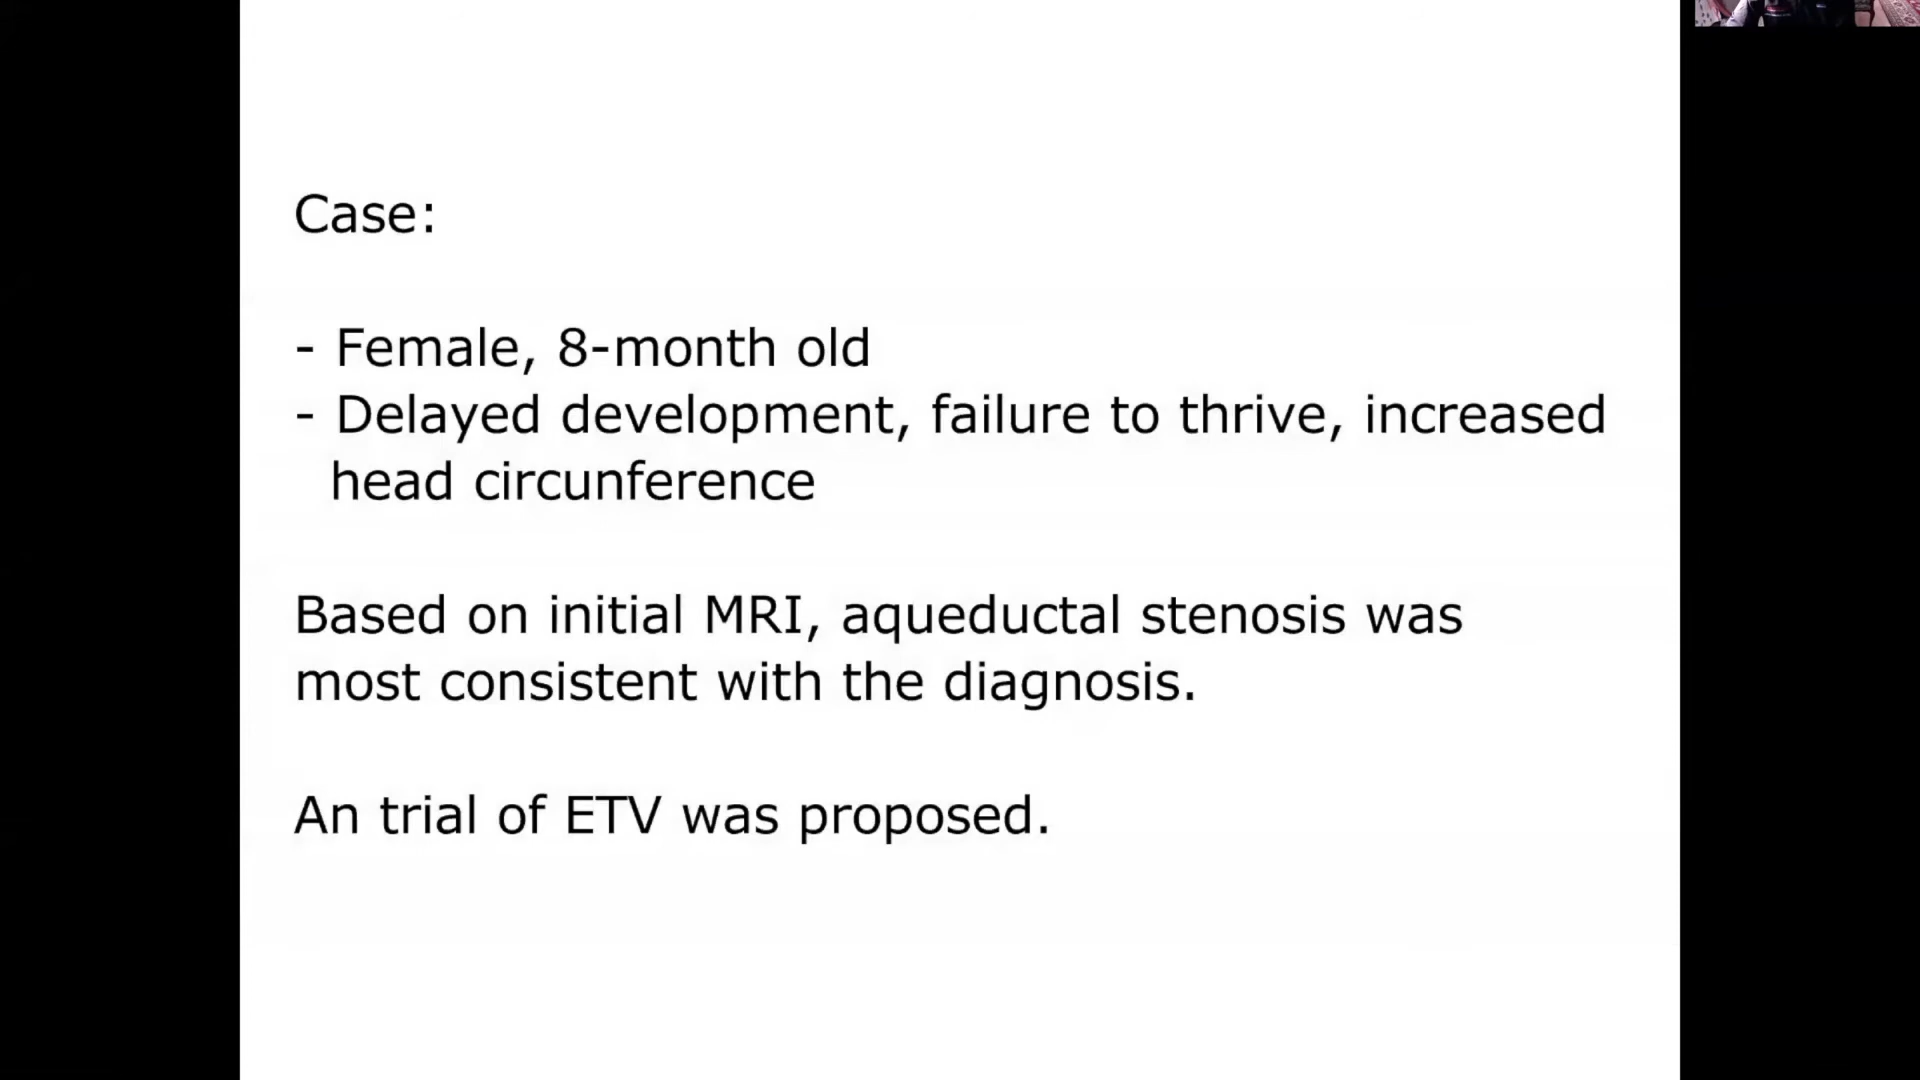 Case:
- Female, 8-month old
- Delayed development, failure to thrive, increased
head circunference
Based on initial MRI, aqueductal stenosis was
most consistent with the diagnosis.
An trial of ETV was proposed.